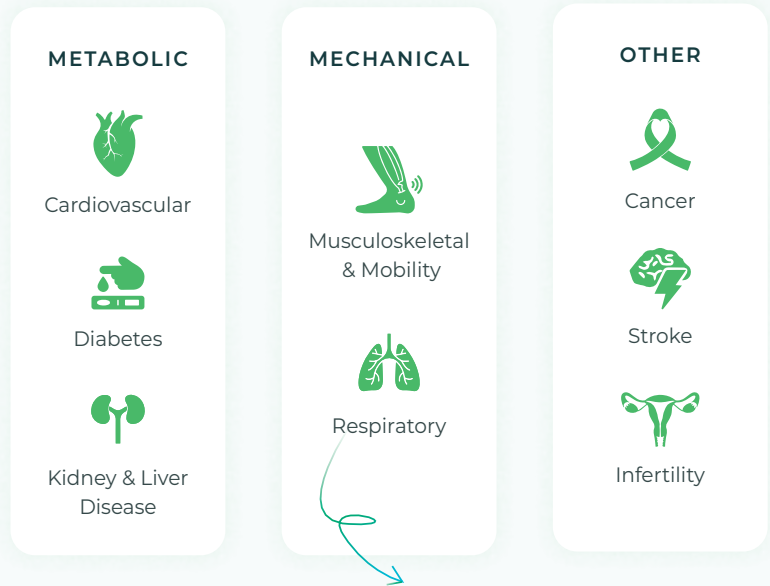 METABOLIC
Cardiovascular
Diabetes
Kidney & Liver
Disease
MECHANICAL
Musculoskeletal
& Mobility
Respiratory
OTHER
Cancer
Stroke
Infertility